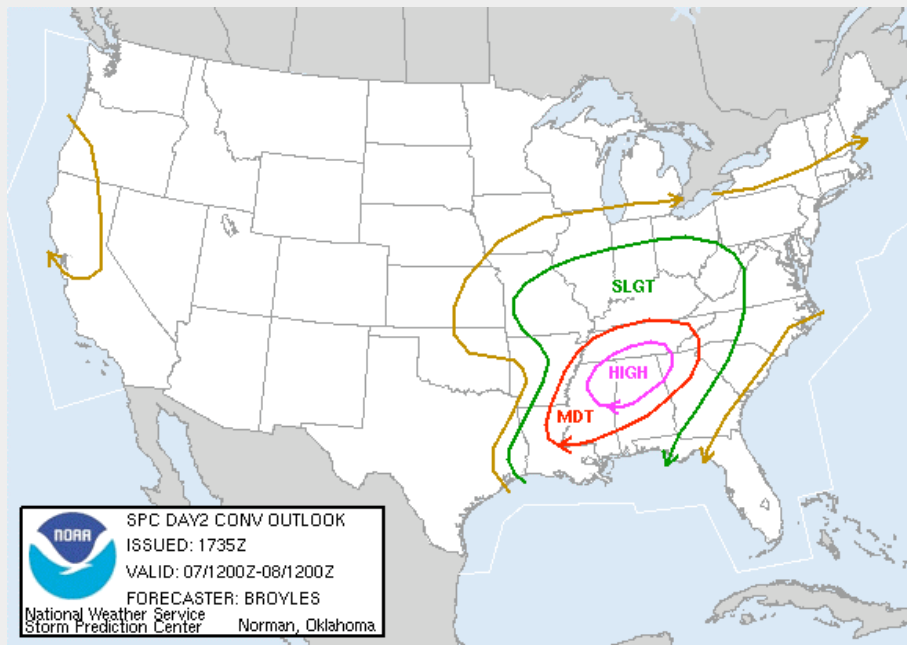 SLGT
HIGH
MDT
NOAA
SPC DAY2 CONV OUTLOOK
ISSUED: 1735Z
VALID: 07/1200Z-08/1200Z
FORECASTER: BROYLES
National Weather Service
Storm Prediction Center Norman, Oklahoma